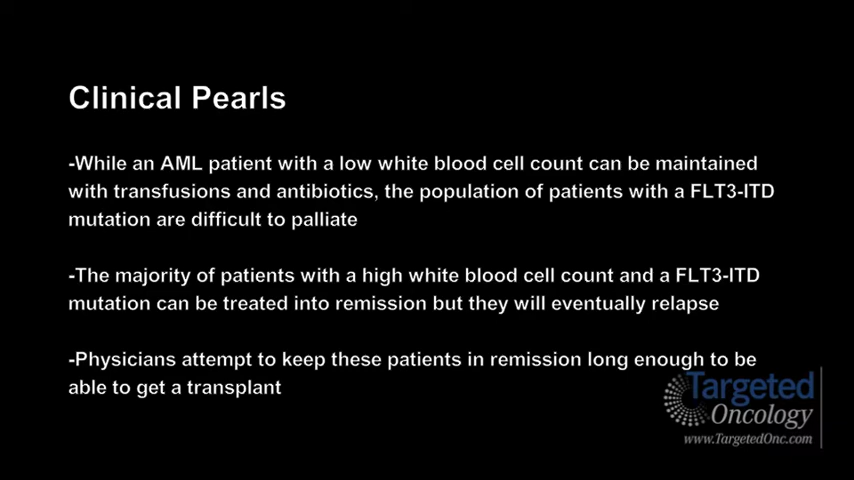 Clinical Pearls
-While an AML patient with a low white blood cell count can be maintained
with transfusions and antibiotics, the population of patients with a FLT3-ITD
mutation are difficult to palliate
-The majority of patients with a high white blood cell count and a FLT3-ITD
mutation can be treated into remission but they will eventually relapse
-Physicians attempt to keep these patients in remission long enough to be
able to get a transplant
Targeted
Oncology
www.TargetedOnc.com